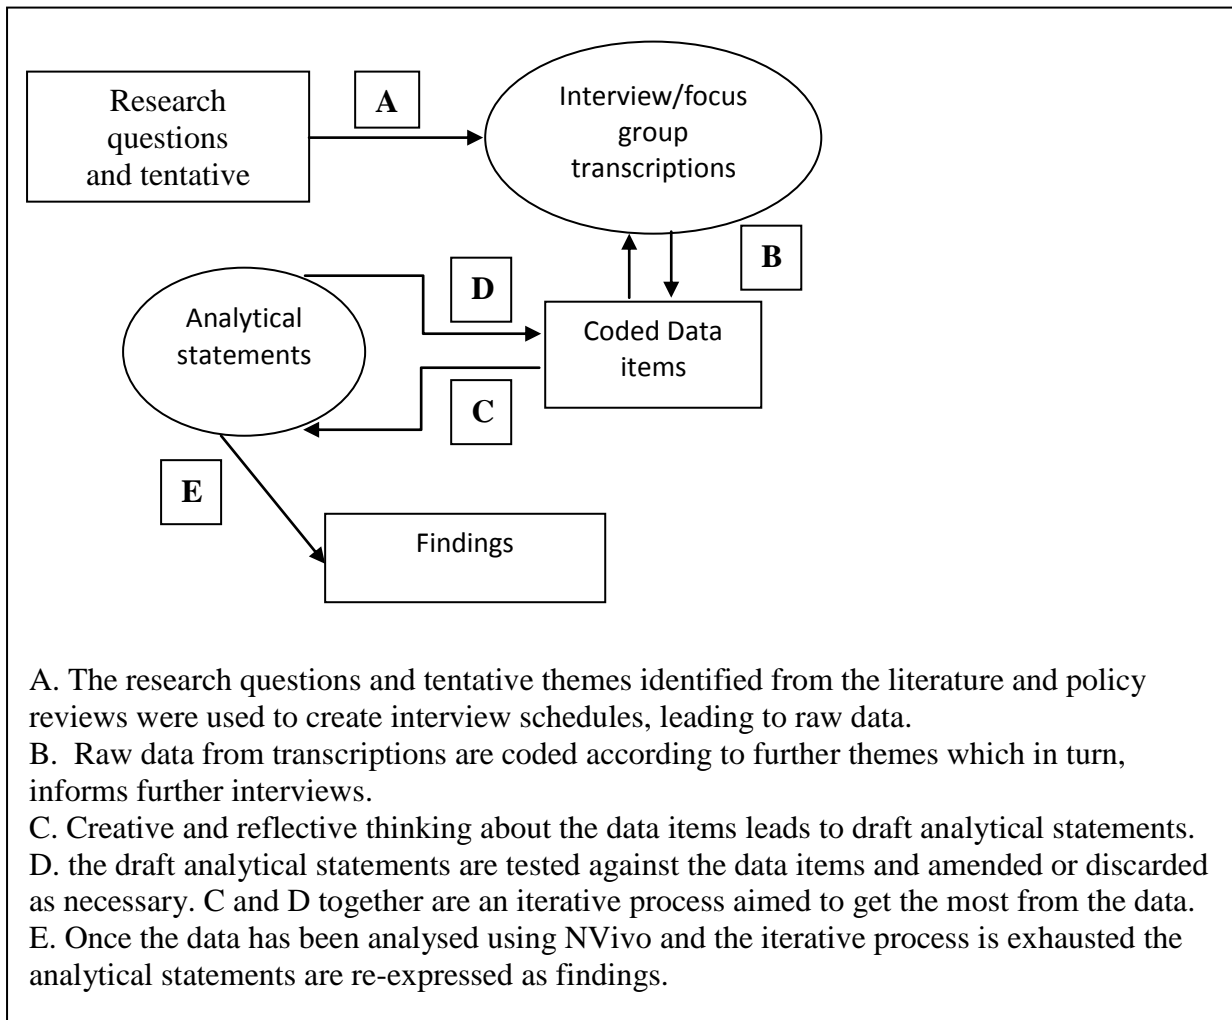 Research
questions
and tentative
A
Interview/focus
group
transcriptions
B
D
Analytical
statements
Coded Data
items
C
E
Findings
A. The research questions and tentative themes identified from the literature and policy
reviews were used to create interview schedules, leading to raw data.
B.  Raw data from transcriptions are coded according to further themes which in turn,
informs further interviews.
C. Creative and reflective thinking about the data items leads to draft analytical statements.
D. the draft analytical statements are tested against the data items and amended or discarded
as necessary. C and D together are an iterative process aimed to get the most from the data.
E. Once the data has been analysed using NVivo and the iterative process is exhausted the
analytical statements are re-expressed as findings.